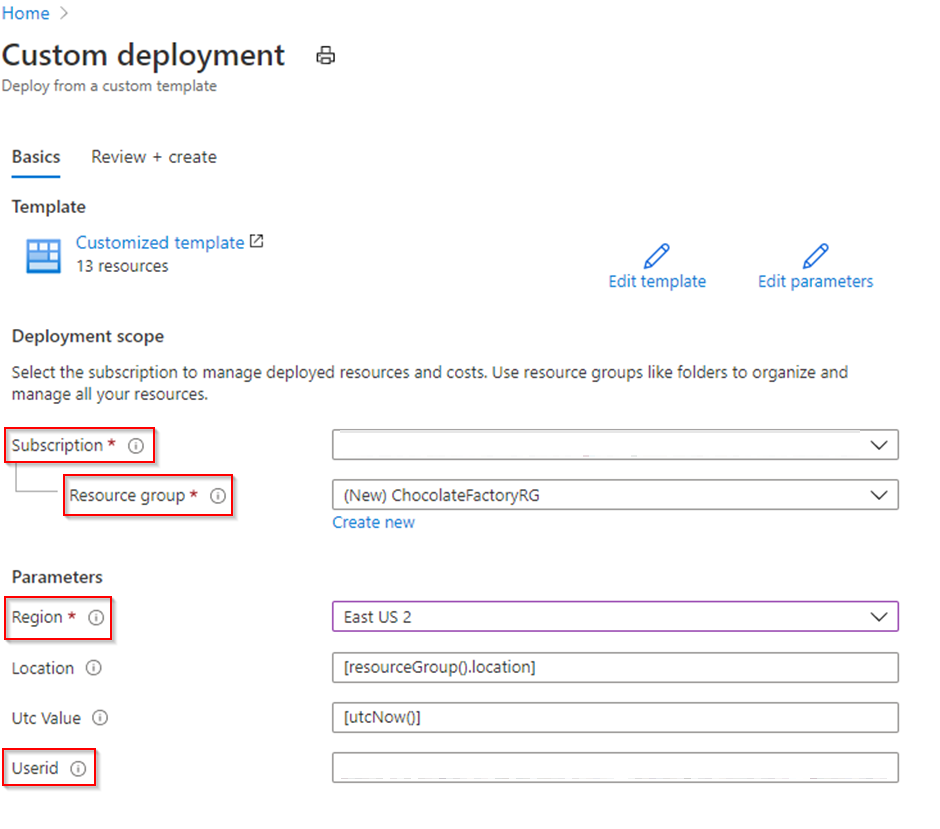 Home >
Custom deployment
Deploy from a custom template
Basics Review + create
Template
Customized template
13 resources
Edit template Edit parameters
Deployment scope
Select the subscription to manage deployed resources and costs. Use resource groups like folders to organize and
manage all your resources.
Subscription *
Resource group * (New) ChocolateFactoryRG
Create new
Parameters
Region * East US 2
Location [resourceGroup().location]
Utc Value [utcNow()]
Userid